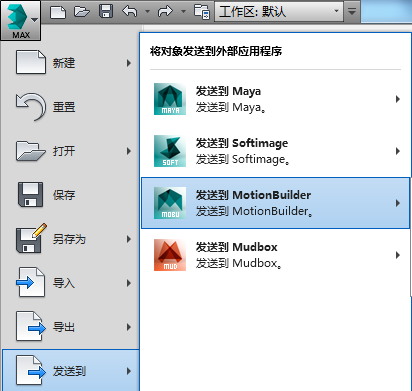 工作区: 默认
MAX
新建
重置
打开
保存
另存为
导入
导出
发送到
将对象发送到外部应用程序
MAYA
发送到 Maya
发送到 Maya。
SOFT
发送到 Softimage
发送到 Softimage。
MOBU
发送到 MotionBuilder
发送到 MotionBuilder。
MUD
发送到 Mudbox
发送到 Mudbox。